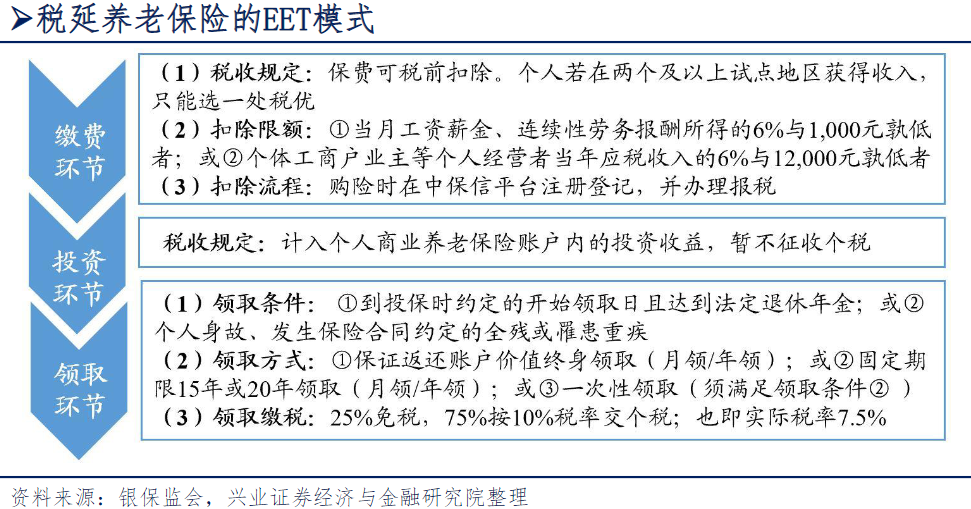 ➤税延养老保险的EET模式
缴费
环节
（1）税收规定：保费可税前扣除。个人若在两个及以上试点地区获得收入，
只能选一处税优
（2）扣除限额：①当月工资薪金、连续性劳务报酬所得的6%与1,000元孰低
者；或②个体工商户业主等个人经营者当年应税收入的6%与12,000元孰低者
（3）扣除流程：购险时在中保信平台注册登记，并办理报税
投资
环节
税收规定：计入个人商业养老保险账户内的投资收益，暂不征收个税
领取
环节
（1）领取条件：①到投保时约定的开始领取日且达到法定退休年金；或②
个人身故、发生保险合同约定的全残或罹患重疾
（2）领取方式：①保证返还账户价值终身领取（月领/年领）；或②固定期
限15年或20年领取（月领/年领）；或③一次性领取（须满足领取条件②）
（3）领取缴税：25%免税，75%按10%税率交个税；也即实际税率7.5%
资料来源：银保监会，兴业证券经济与金融研究院整理